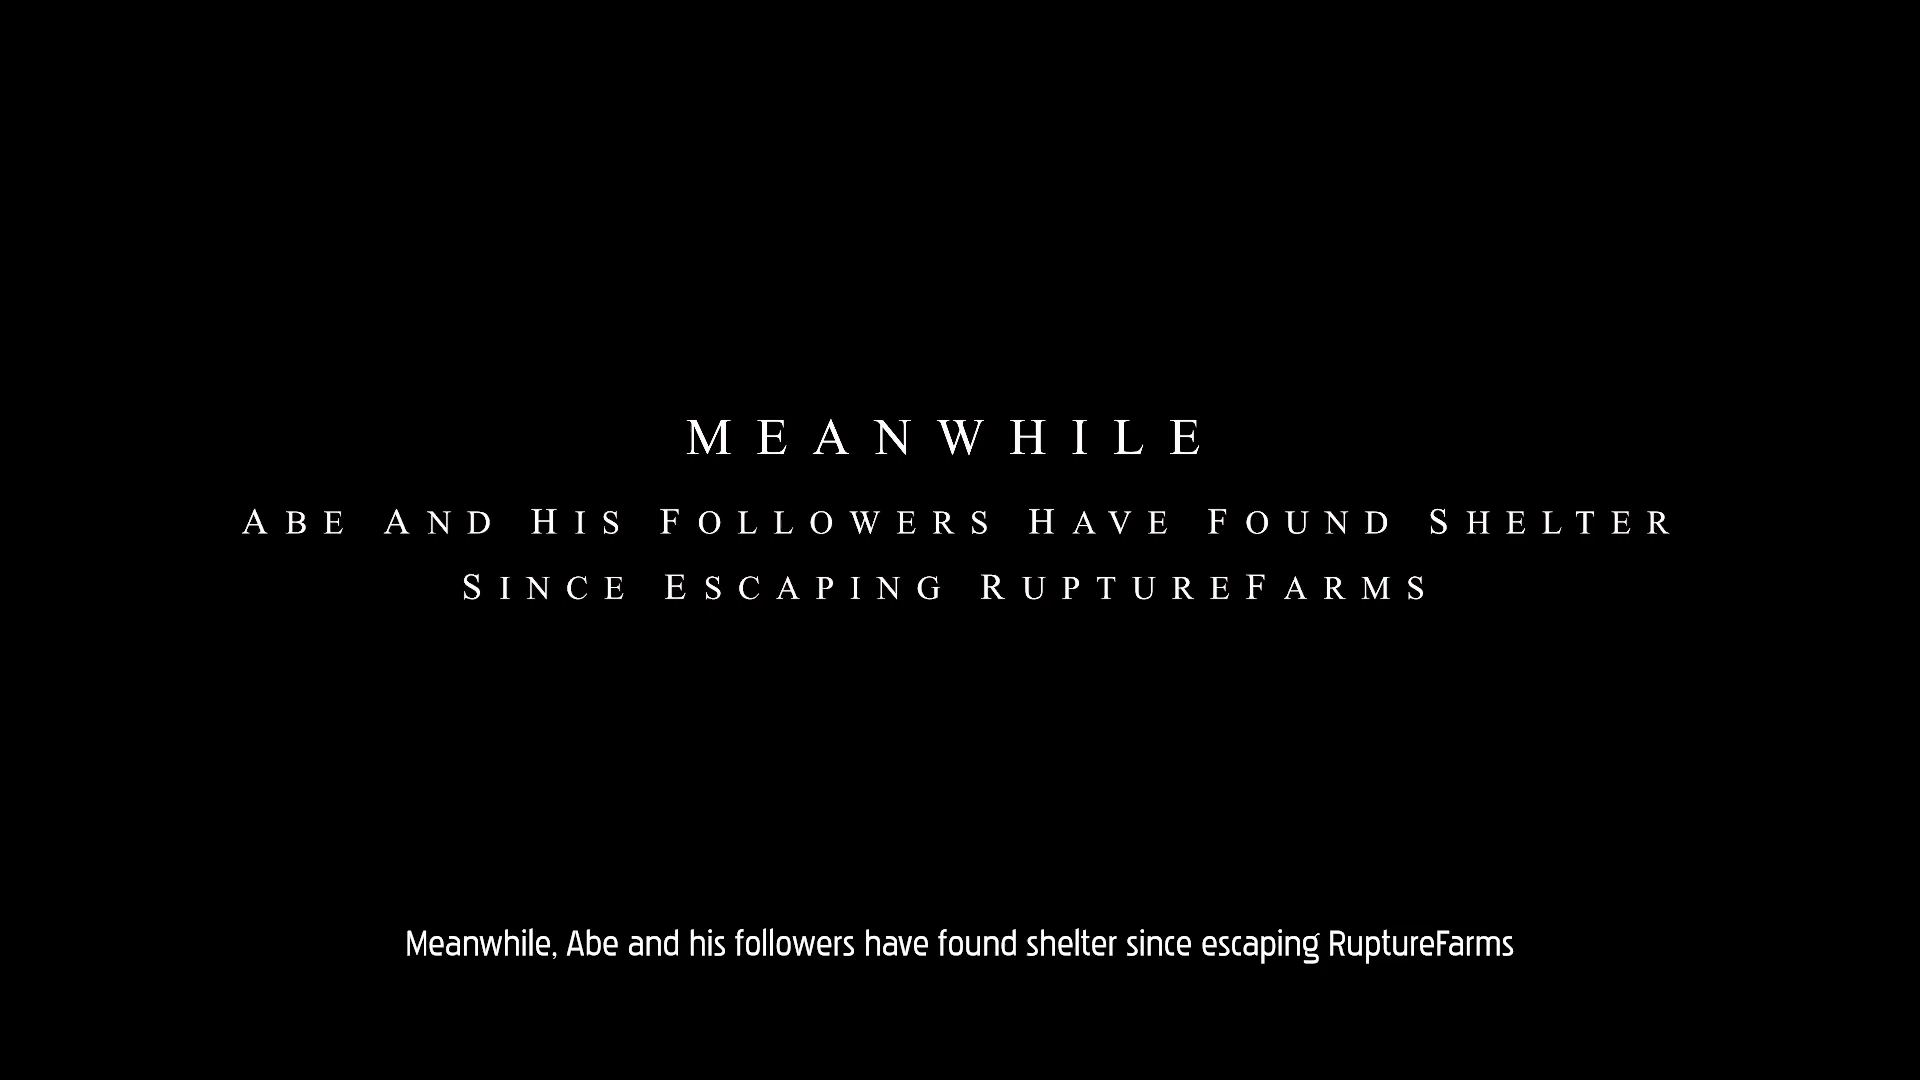 MEANWHILE
ABE AND HIS FOLLOWERS HAVE FOUND SHELTER
SINCE ESCAPING RUPTUREFARMS
Meanwhile, Abe and his followers have found shelter since escaping RuptureFarms